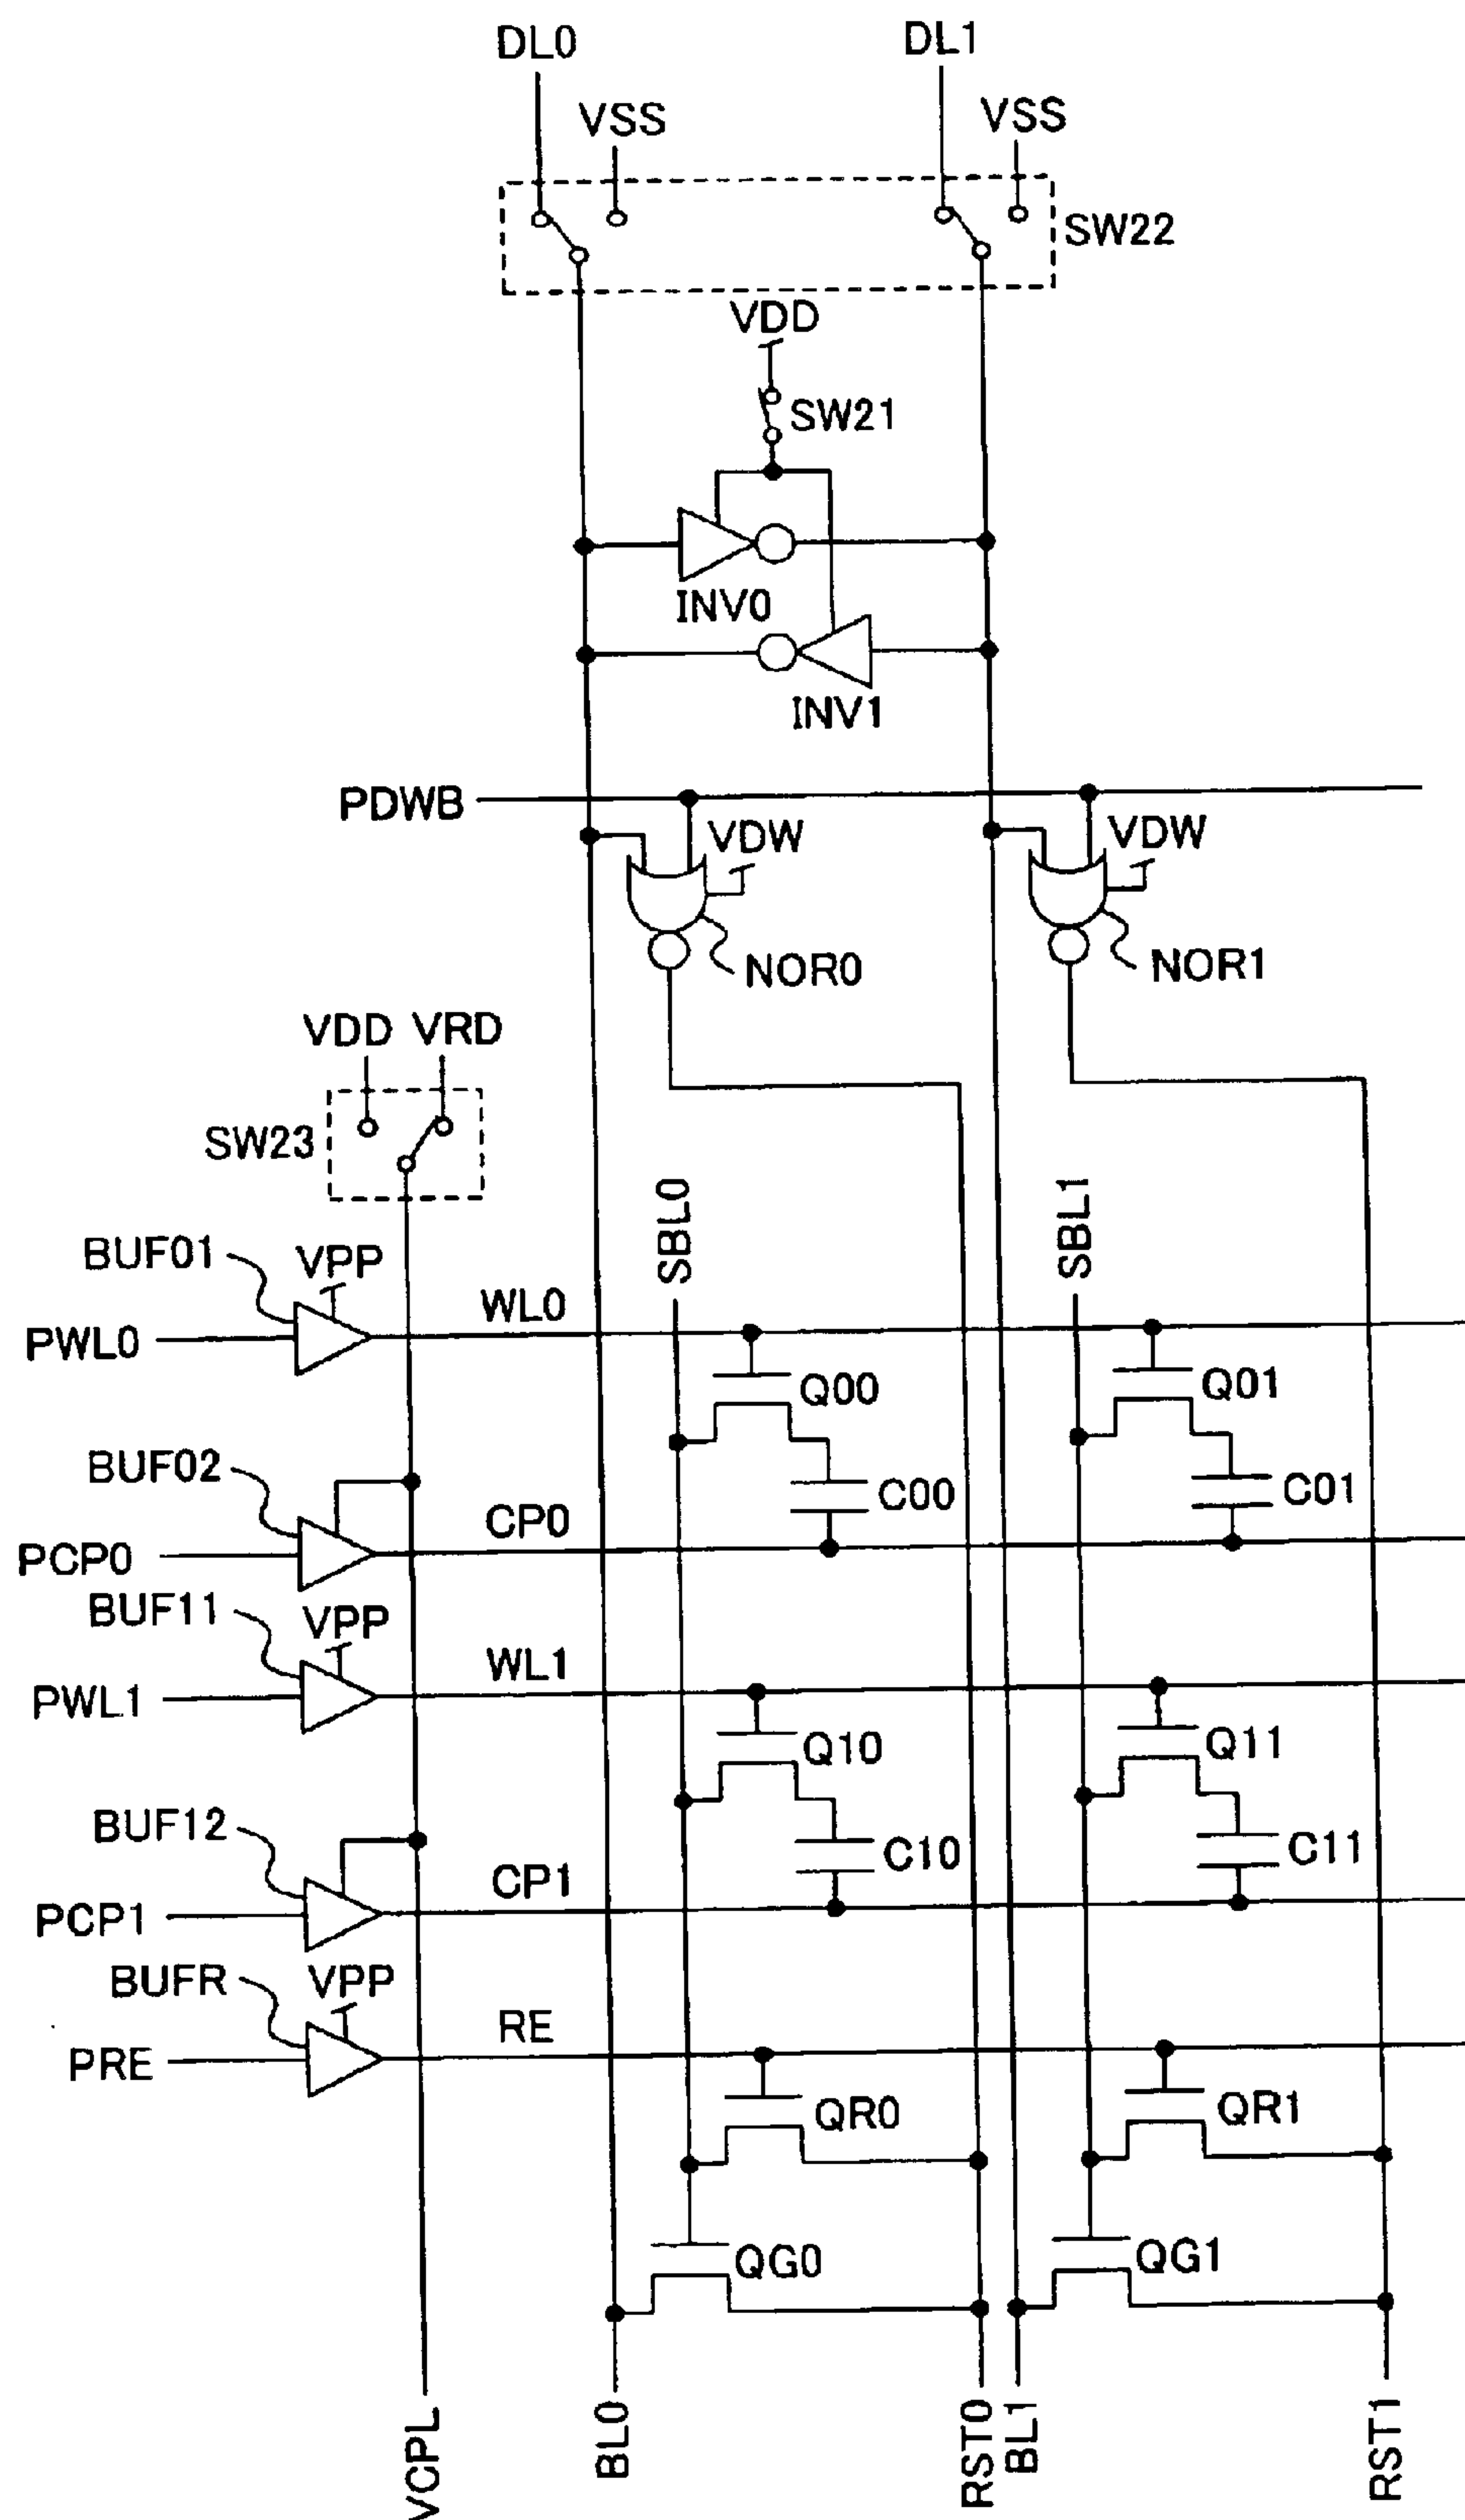 DL0
DL1
VSS
VSS
SW22
VDD
SW21
INV0
INV1
PDWB
VDW
VDW
NOR0
NOR1
VDD VRD
SW23
SBL0
SBL1
BUF01
VPP
WL0
PWL0
Q00
Q01
BUF02
C00
C01
CP0
PCP0
BUF11
VPP
WL1
PWL1
Q10
Q11
BUF12
C10
C11
CP1
PCP1
BUFR
VPP
RE
PRE
QR0
QR1
QG0
QG1
VCPL
BL0
RST0
BL1
RST1